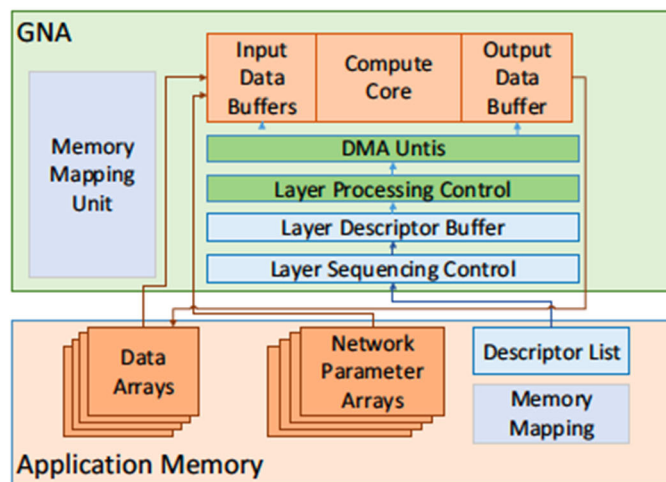 GNA
Input
Data
Buffers
Compute
Core
Output
Data
Buffer
Memory
Mapping
Unit
DMA Untis
Layer Processing Control
Layer Descriptor Buffer
Layer Sequencing Control
Data
Arrays
Network
Parameter
Arrays
Descriptor List
Memory
Mapping
Application Memory